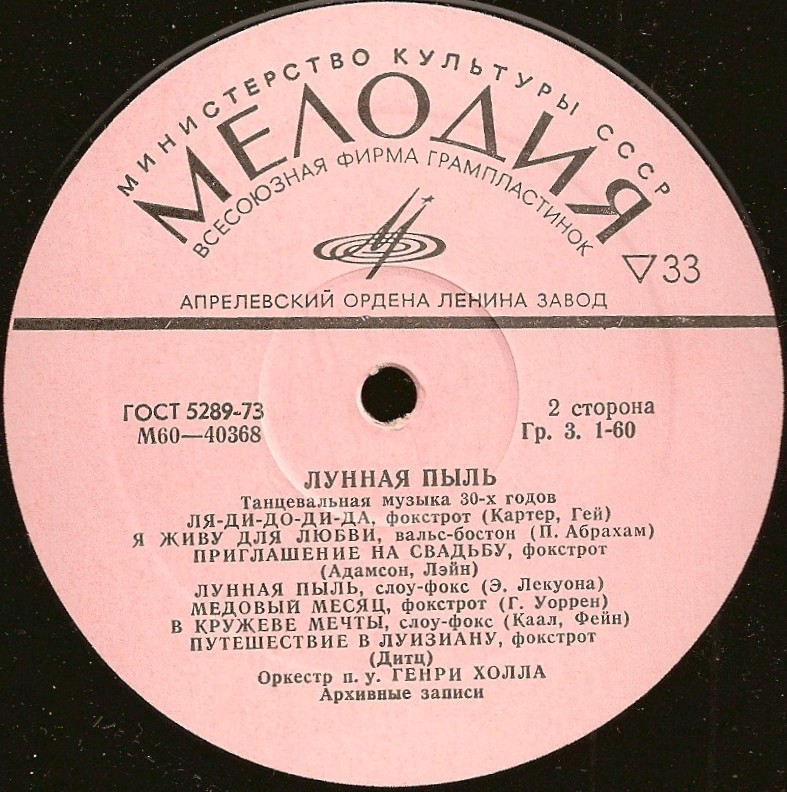 МИНИСТЕРСТВО КУЛЬТУРЫ СССР
МЕЛОДИЯ
ВСЕСОЮЗНАЯ ФИРМА ГРАМПЛАСТИНОК
▽33
АПРЕЛЕВСКИЙ ОРДЕНА ЛЕНИНА ЗАВОД
ГОСТ 5289-73
М60—40368
2 сторона
Гр. 3. 1-60
ЛУННАЯ ПЫЛЬ
Танцевальная музыка 30-х годов
ЛЯ-ДИ-ДО-ДИ-ДА, фокстрот (Картер, Гей)
Я ЖИВУ ДЛЯ ЛЮБВИ, вальс-бостон (П. Абрахам)
ПРИГЛАШЕНИЕ НА СВАДЬБУ, фокстрот
(Адамсон, Лэйн)
ЛУННАЯ ПЫЛЬ, слоу-фокс (Э. Лекуона)
МЕДОВЫЙ МЕСЯЦ, фокстрот (Г. Уоррен)
В КРУЖЕВЕ МЕЧТЫ, слоу-фокс (Каал, Фейн)
ПУТЕШЕСТВИЕ В ЛУИЗИАНУ, фокстрот
(Дитц)
Оркестр п. у. ГЕНРИ ХОЛЛА
Архивные записи